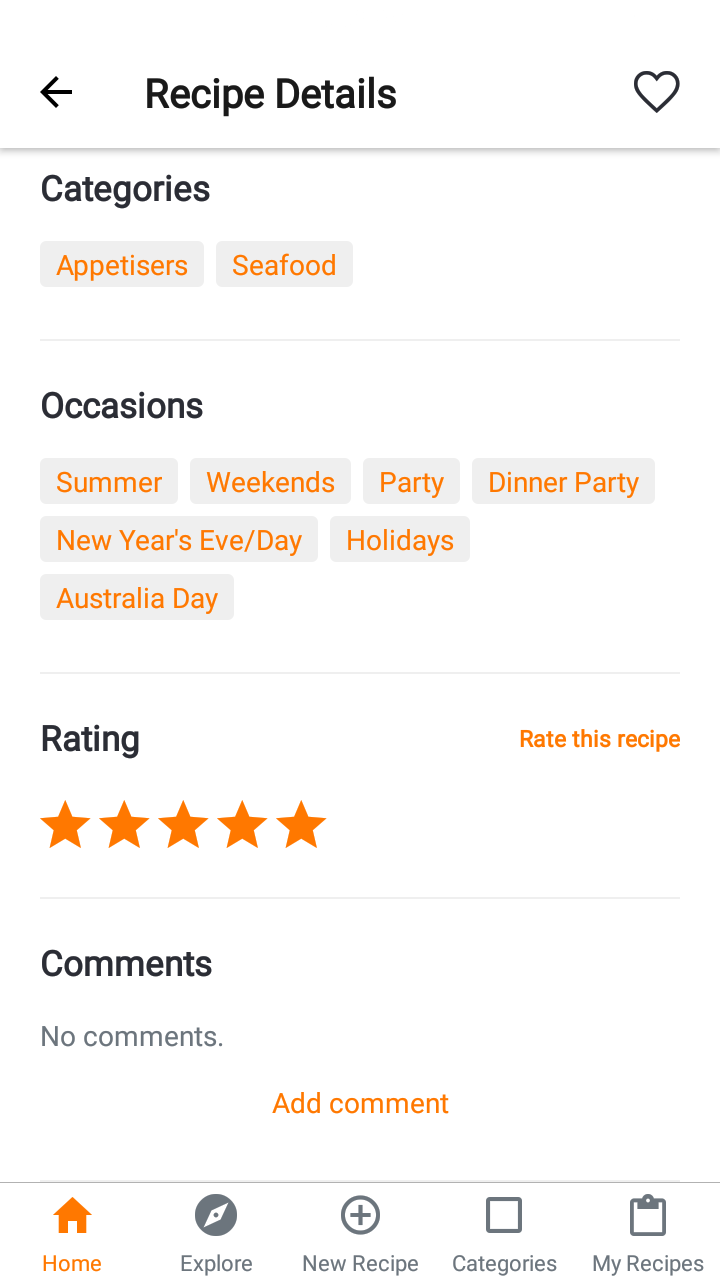 Recipe Details
Categories
Appetisers Seafood
Occasions
Summer Weekends Party Dinner Party
New Year's Eve/Day Holidays
Australia Day
Rating Rate this recipe
Comments
No comments.
Add comment
Home Explore New Recipe Categories My Recipes